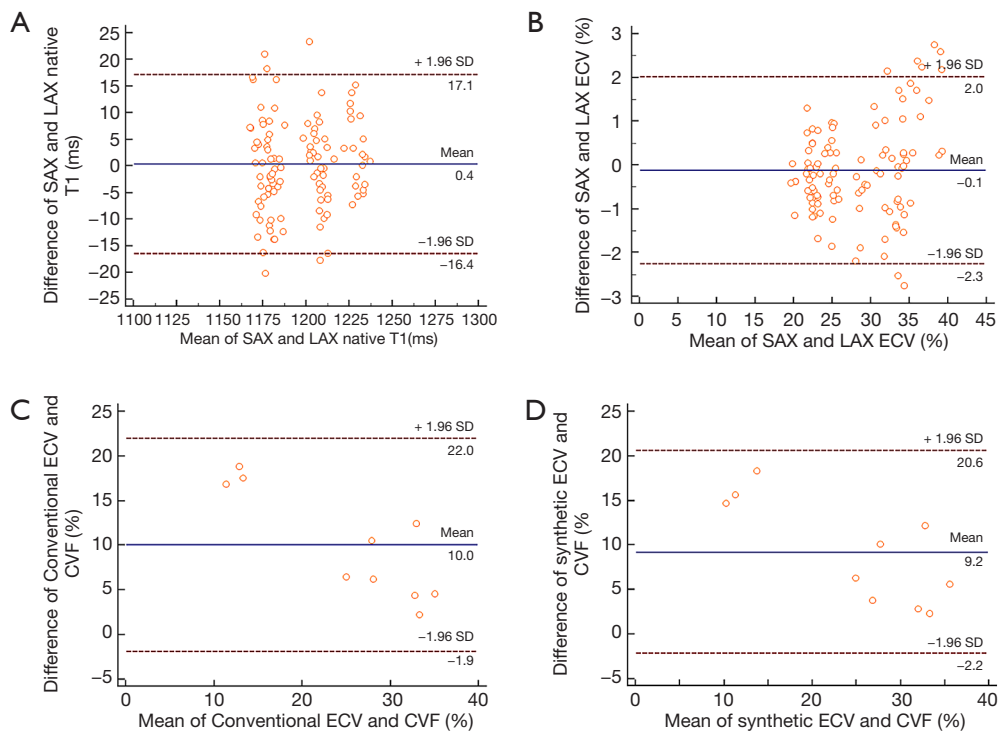 A
Difference of SAX and LAX native
T1 (ms)
25
20
15
10
5
0
−5
−10
−15
−20
−25
+ 1.96 SD
17.1
Mean
0.4
−1.96 SD
−16.4
1100 1125 1150 1175 1200 1225 1250 1275 1300
Mean of SAX and LAX native T1(ms)
B
Difference of SAX and LAX ECV (%)
3
2
1
0
−1
−2
−3
+ 1.96 SD
2.0
Mean
−0.1
−1.96 SD
−2.3
0 5 10 15 20 25 30 35 40 45
Mean of SAX and LAX ECV (%)
C
Difference of Conventional ECV and
CVF (%)
25
20
15
10
5
0
−5
+ 1.96 SD
22.0
Mean
10.0
−1.96 SD
−1.9
0 10 20 30 40
Mean of Conventional ECV and CVF (%)
D
Difference of synthetic ECV and
CVF (%
25
20
15
10
5
0
−5
+ 1.96 SD
20.6
Mean
9.2
−1.96 SD
−2.2
0 10 20 30 40
Mean of synthetic ECV and CVF (%)